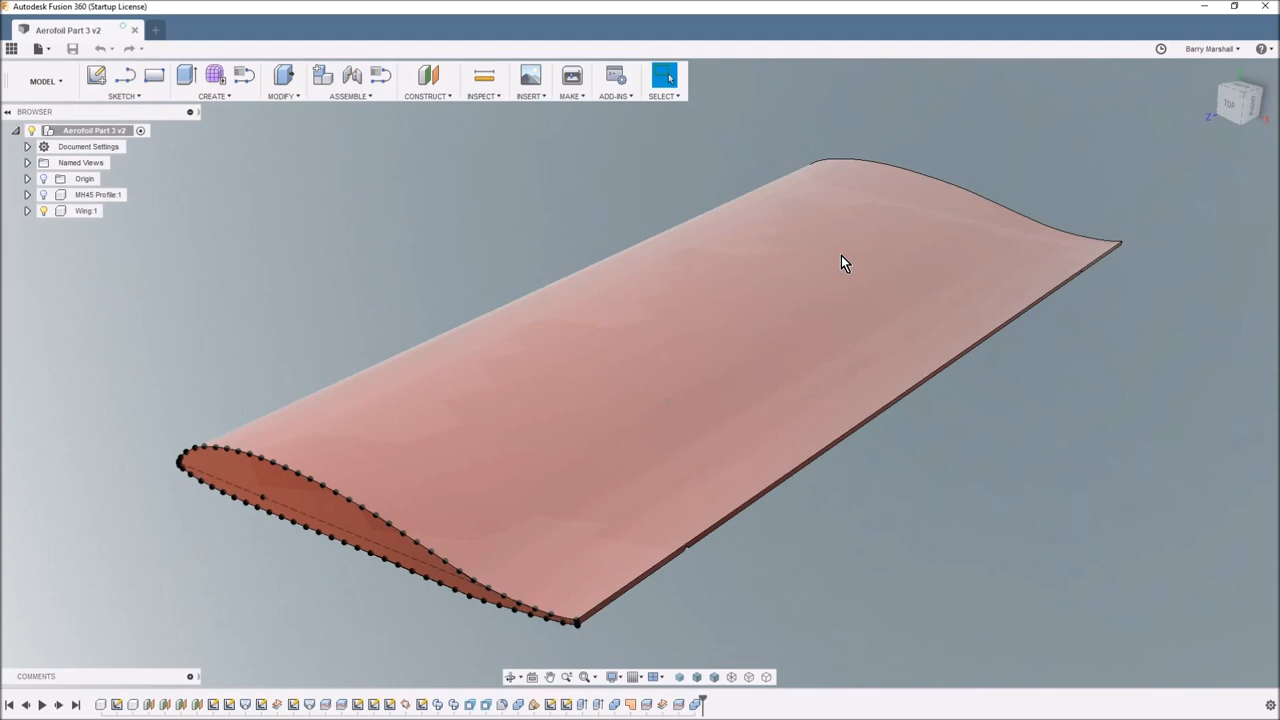 Autodesk Fusion 360 (Startup License)
Aerofoil Part 3 v2
Barry Marshall
MODEL
SKETCH
CREATE
MODIFY
ASSEMBLE
CONSTRUCT
INSPECT
INSERT
MAKE
ADD-INS
SELECT
BROWSER
Aerofoil Part 3 v2
Document Settings
Named Views
Origin
MH45 Profile:1
Wing:1
TOP
Z
X
COMMENTS